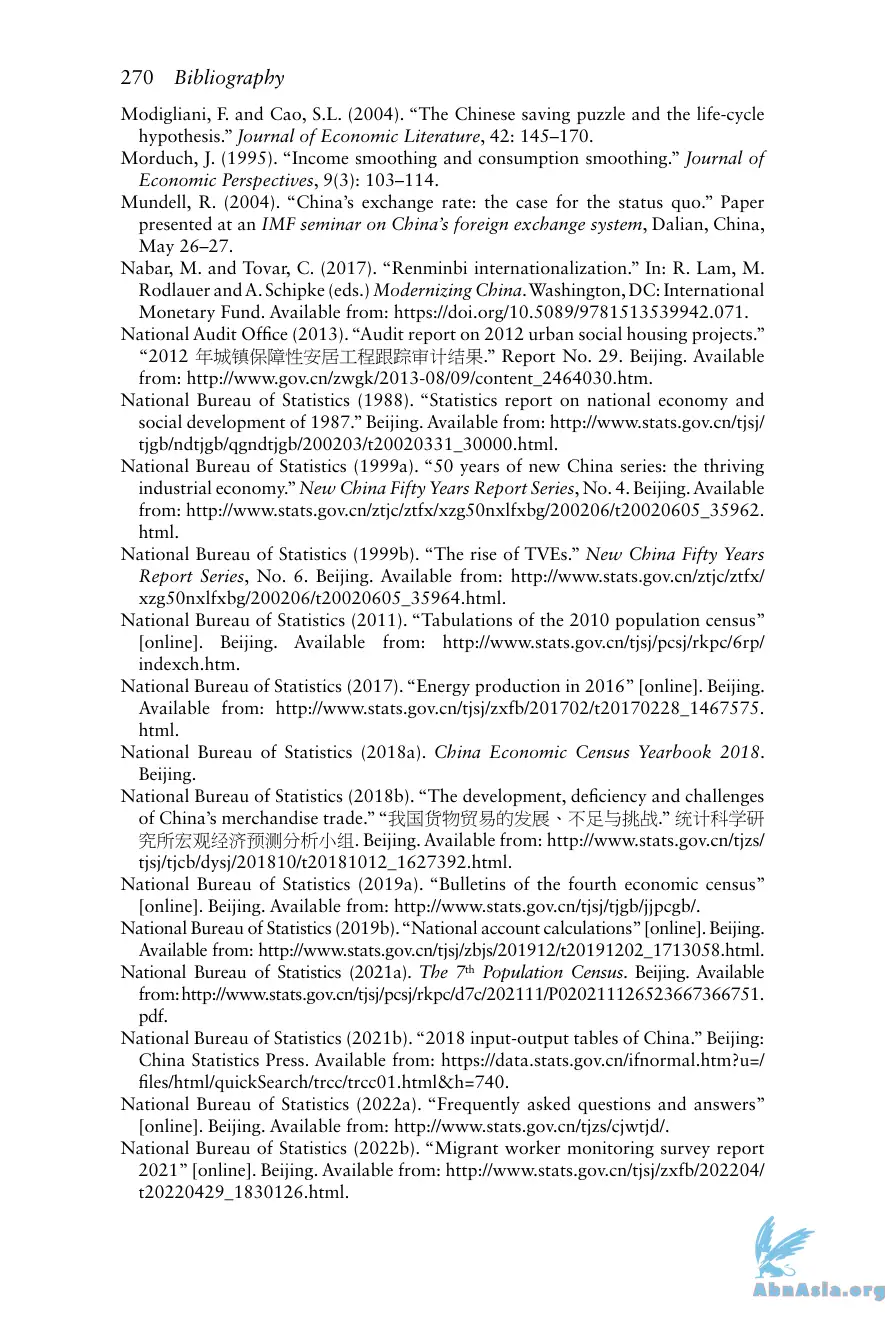 270 Bibliography
Modigliani, F. and Cao, S.L. (2004). “The Chinese saving puzzle and the life-cycle
hypothesis.” Journal of Economic Literature, 42: 145–170.
Morduch, J. (1995). “Income smoothing and consumption smoothing.” Journal of
Economic Perspectives, 9(3): 103–114.
Mundell, R. (2004). “China’s exchange rate: the case for the status quo.” Paper
presented at an IMF seminar on China’s foreign exchange system, Dalian, China,
May 26–27.
Nabar, M. and Tovar, C. (2017). “Renminbi internationalization.” In: R. Lam, M.
Rodlauer and A. Schipke (eds.) Modernizing China. Washington, DC: International
Monetary Fund. Available from: https://doi.org/10.5089/9781513539942.071.
National Audit Office (2013). “Audit report on 2012 urban social housing projects.”
“2012 年城镇保障性安居工程跟踪审计结果.” Report No. 29. Beijing. Available
from: http://www.gov.cn/zwgk/2013-08/09/content_2464030.htm.
National Bureau of Statistics (1988). “Statistics report on national economy and
social development of 1987.” Beijing. Available from: http://www.stats.gov.cn/tjsj/
tjgb/ndtjgb/qgndtjgb/200203/t20020331_30000.html.
National Bureau of Statistics (1999a). “50 years of new China series: the thriving
industrial economy.” New China Fifty Years Report Series, No. 4. Beijing. Available
from: http://www.stats.gov.cn/ztjc/ztfx/xzg50nxlfxbg/200206/t20020605_35962.
html.
National Bureau of Statistics (1999b). “The rise of TVEs.” New China Fifty Years
Report Series, No. 6. Beijing. Available from: http://www.stats.gov.cn/ztjc/ztfx/
xzg50nxlfxbg/200206/t20020605_35964.html.
National Bureau of Statistics (2011). “Tabulations of the 2010 population census”
[online]. Beijing. Available from: http://www.stats.gov.cn/tjsj/pcsj/rkpc/6rp/
indexch.htm.
National Bureau of Statistics (2017). “Energy production in 2016” [online]. Beijing.
Available from: http://www.stats.gov.cn/tjsj/zxfb/201702/t20170228_1467575.
html.
National Bureau of Statistics (2018a). China Economic Census Yearbook 2018.
Beijing.
National Bureau of Statistics (2018b). “The development, deficiency and challenges
of China’s merchandise trade.” “我国货物贸易的发展、不足与挑战.” 统计科学研
究所宏观经济预测分析小组. Beijing. Available from: http://www.stats.gov.cn/tjzs/
tjsj/tjcb/dysj/201810/t20181012_1627392.html.
National Bureau of Statistics (2019a). “Bulletins of the fourth economic census”
[online]. Beijing. Available from: http://www.stats.gov.cn/tjsj/tjgb/jjpcgb/.
National Bureau of Statistics (2019b). “National account calculations” [online]. Beijing.
Available from: http://www.stats.gov.cn/tjsj/zbjs/201912/t20191202_1713058.html.
National Bureau of Statistics (2021a). The 7th Population Census. Beijing. Available
from: http://www.stats.gov.cn/tjsj/pcsj/rkpc/d7c/202111/P020211126523667366751.
pdf.
National Bureau of Statistics (2021b). “2018 input-output tables of China.” Beijing:
China Statistics Press. Available from: https://data.stats.gov.cn/ifnormal.htm?u=/
files/html/quickSearch/trcc/trcc01.html&h=740.
National Bureau of Statistics (2022a). “Frequently asked questions and answers”
[online]. Beijing. Available from: http://www.stats.gov.cn/tjzs/cjwtjd/.
National Bureau of Statistics (2022b). “Migrant worker monitoring survey report
2021” [online]. Beijing. Available from: http://www.stats.gov.cn/tjsj/zxfb/202204/
t20220429_1830126.html.
AbnAsia.org